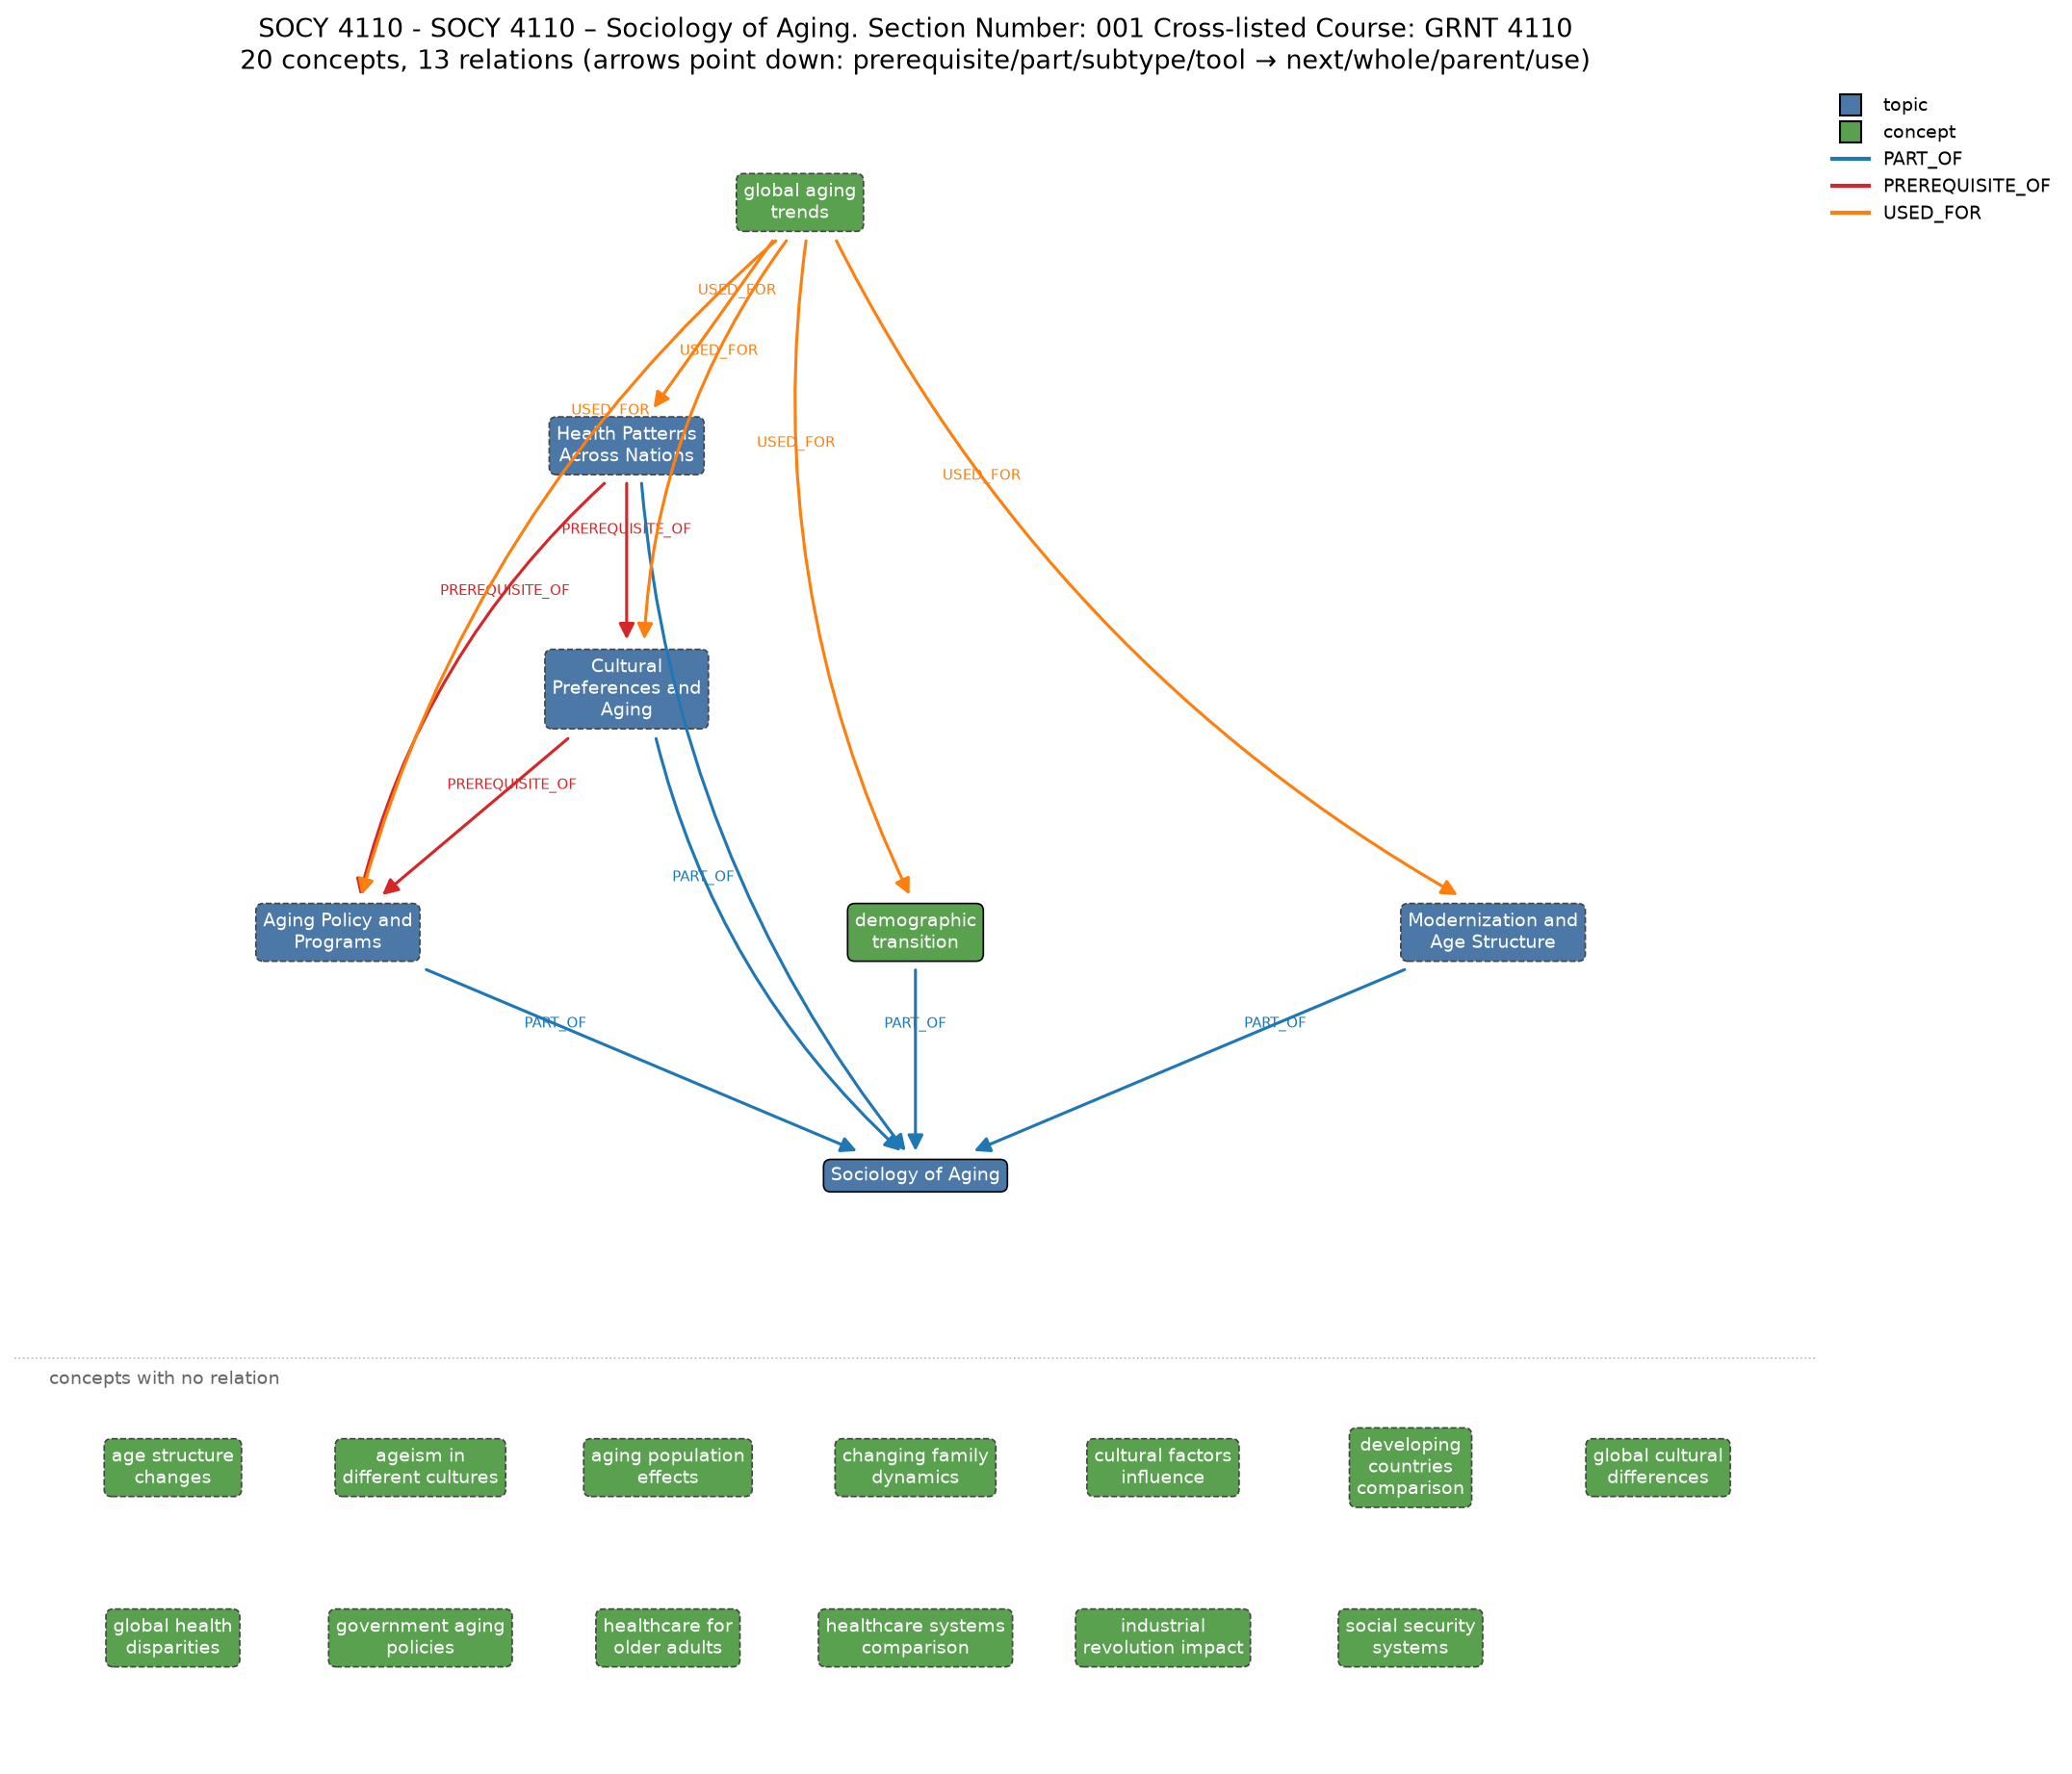 SOCY 4110 - SOCY 4110 – Sociology of Aging. Section Number: 001 Cross-listed Course: GRNT 4110
20 concepts, 13 relations (arrows point down: prerequisite/part/subtype/tool → next/whole/parent/use)
topic
concept
PART_OF
PREREQUISITE_OF
USED_FOR
global aging
trends
USED_FOR
USED_FOR
USED_FOR
Health Patterns
Across Nations
USED_FOR
USED_FOR
PREREQUISITE_OF
PREREQUISITE_OF
Cultural
Preferences and
Aging
PREREQUISITE_OF
PART_OF
Aging Policy and
Programs
demographic
transition
Modernization and
Age Structure
PART_OF
PART_OF
PART_OF
Sociology of Aging
concepts with no relation
age structure
changes
ageism in
different cultures
aging population
effects
changing family
dynamics
cultural factors
influence
developing
countries
comparison
global cultural
differences
global health
disparities
government aging
policies
healthcare for
older adults
healthcare systems
comparison
industrial
revolution impact
social security
systems